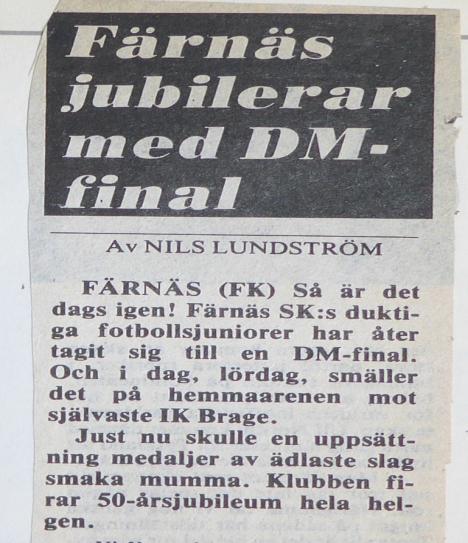 Färnäs
jubilerar
med DM-
final
Av NILS LUNDSTRÖM
FÄRNÄS (FK) Så är det
dags igen! Färnäs SK:s dukti-
ga fotbollsjuniorer har åter
tagit sig till en DM-final.
Och i dag, lördag, smäller
det på hemmaarenen mot
självaste IK Brage.
Just nu skulle en uppsätt-
ning medaljer av ädlaste slag
smaka mumma. Klubben fi-
rar 50-årsjubileum hela hel-
gen.